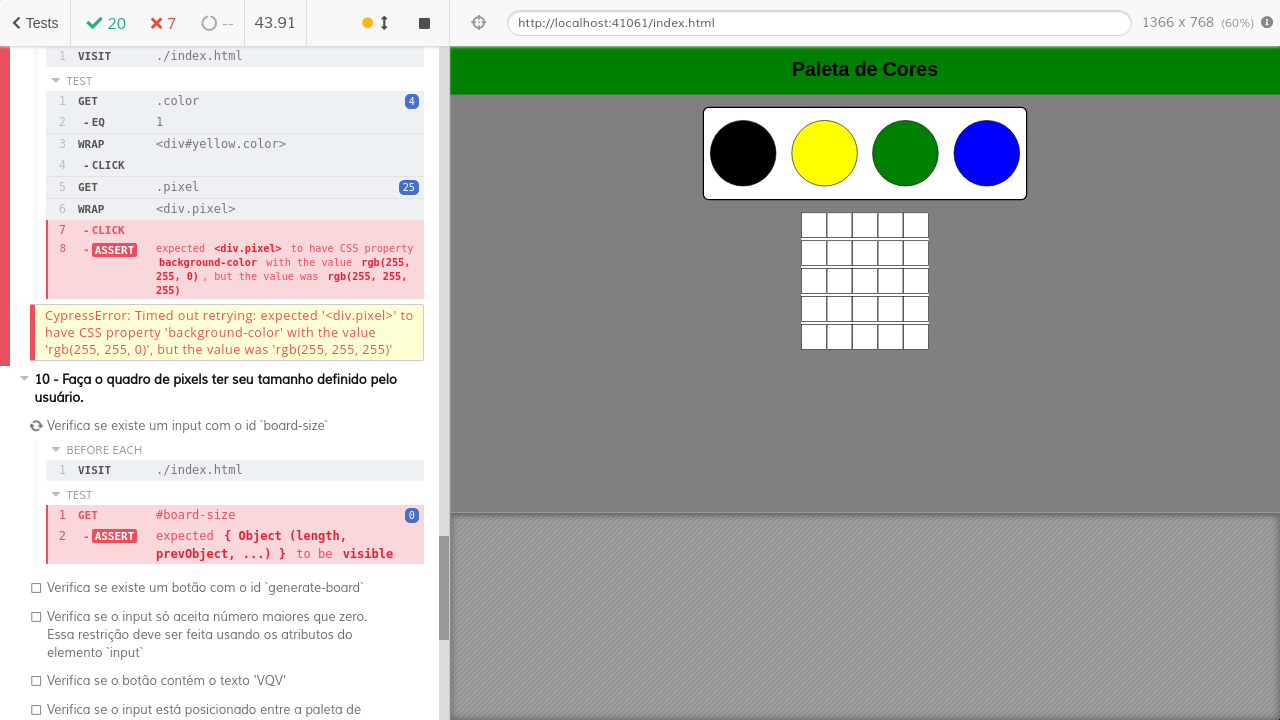 Tests 20 7 -- 43.91
http://localhost:41061/index.html 1366 x 768 (60%)
1 VISIT ./index.html
TEST
1 GET .color 4
2 - EQ 1
3 WRAP <div#yellow.color>
4 - CLICK
5 GET .pixel 25
6 WRAP <div.pixel>
7 - CLICK
8 - ASSERT expected <div.pixel> to have CSS property
background-color with the value rgb(255,
255, 0) , but the value was rgb(255, 255,
255)
CypressError: Timed out retrying: expected '<div.pixel>' to
have CSS property 'background-color' with the value
'rgb(255, 255, 0)', but the value was 'rgb(255, 255, 255)'
10 - Faça o quadro de pixels ter seu tamanho definido pelo
usuário.
Verifica se existe um input com o id `board-size`
BEFORE EACH
1 VISIT ./index.html
TEST
1 GET #board-size 0
2 - ASSERT expected { Object (length,
prevObject, ...) } to be visible
Verifica se existe um botão com o id `generate-board`
Verifica se o input só aceita número maiores que zero.
Essa restrição deve ser feita usando os atributos do
elemento `input`
Verifica se o botão contém o texto 'VQV'
Verifica se o input está posicionado entre a paleta de
Paleta de Cores